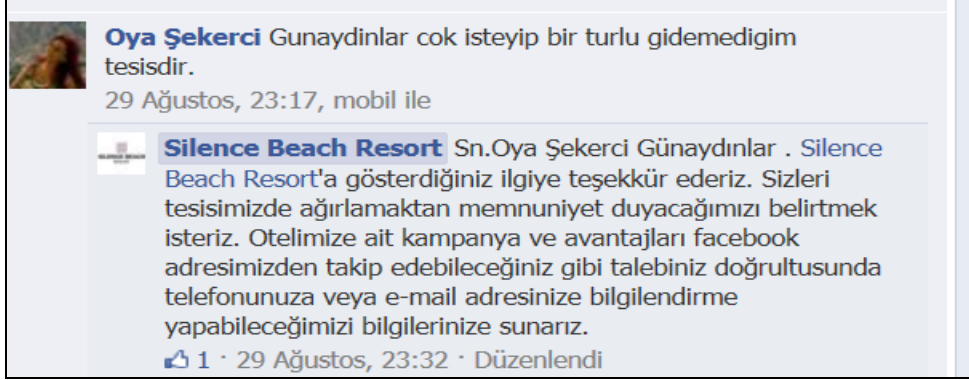 Oya Şekerci Gunaydinlar cok isteyip bir turlu gidemedigim
tesisdir.
29 Ağustos, 23:17, mobil ile
Silence Beach Resort Sn.Oya Şekerci Günaydınlar . Silence
Beach Resort'a gösterdiğiniz ilgiye teşekkür ederiz. Sizleri
tesisimizde ağırlamaktan memnuniyet duyacağımızı belirtmek
isteriz. Otelimize ait kampanya ve avantajları facebook
adresimizden takip edebileceğiniz gibi talebiniz doğrultusunda
telefonunuza veya e-mail adresinize bilgilendirme
yapabileceğimizi bilgilerinize sunarız.
1 · 29 Ağustos, 23:32 · Düzenlendi